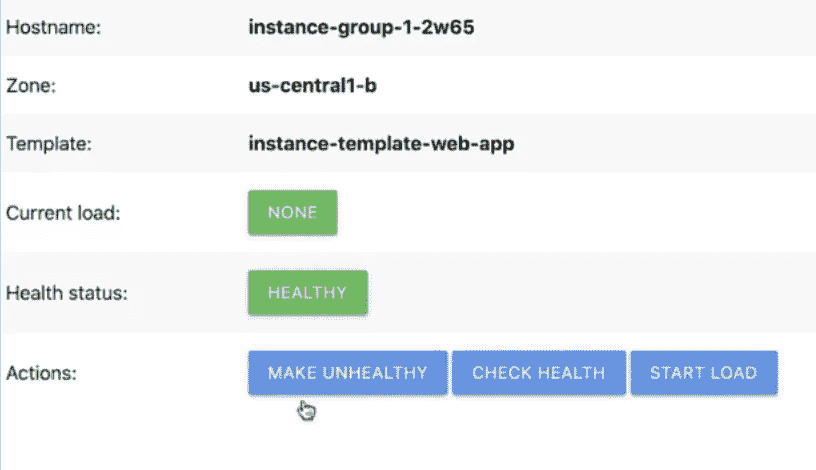 Hostname: instance-group-1-2w65
Zone: us-central1-b
Template: instance-template-web-app
Current load: NONE
Health status: HEALTHY
Actions: MAKE UNHEALTHY CHECK HEALTH START LOAD